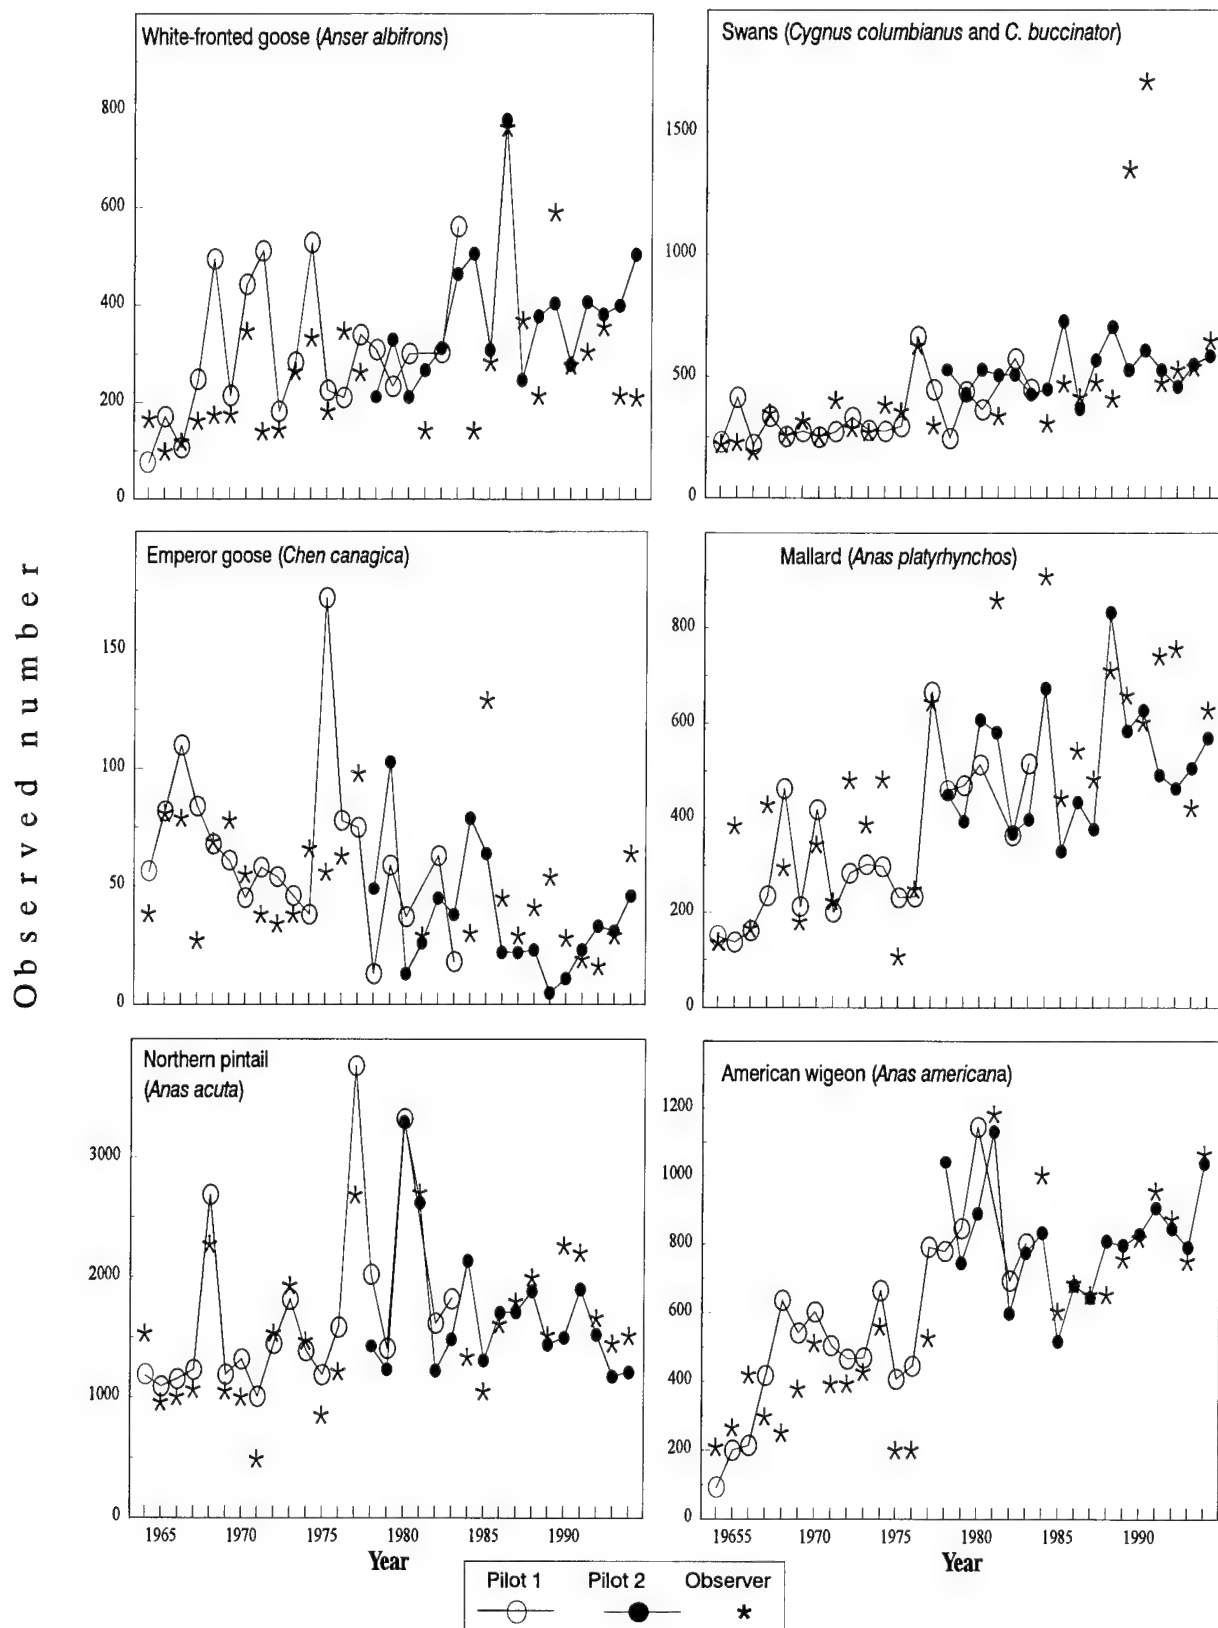 White-fronted goose (Anser albifrons)
800
600
400
200
0
Swans (Cygnus columbianus and C. buccinator)
1500
1000
500
0
Observed number
Emperor goose (Chen canagica)
150
100
50
0
Mallard (Anas platyrhynchos)
800
600
400
200
0
Northern pintail
(Anas acuta)
3000
2000
1000
0
1965 1970 1975 1980 1985 1990
Year
American wigeon (Anas americana)
1200
1000
800
600
400
200
0
19655 1970 1975 1980 1985 1990
Year
Pilot 1 Pilot 2 Observer